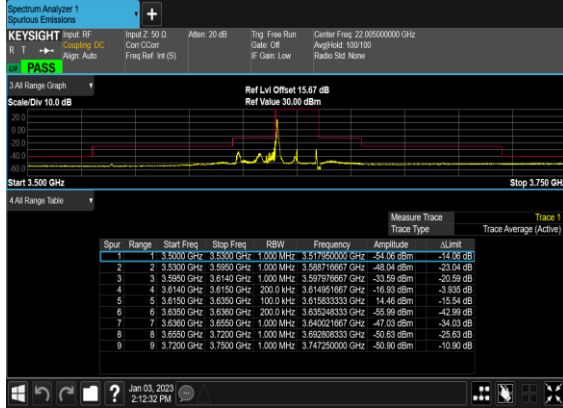 Spectrum Analyzer 1
Spurious Emissions
+
KEYSIGHT Input: RF Input Z: 50 Ω Atten: 20 dB Trig: Free Run Center Freq: 22.005000000 GHz
R T Coupling: DC Corr CCorr Gate: Off Avg|Hold: 100/100
Align: Auto Freq Ref: Int (S) IF Gain: Low Radio Std: None
PASS
3 All Range Graph
Ref Lvl Offset 15.67 dB
Scale/Div 10.0 dB Ref Value 30.00 dBm
20.0
0.00
-20.0
-40.0
-60.0
Start 3.500 GHz Stop 3.750 GH
4 All Range Table
Measure Trace Trace 1
Trace Type Trace Average (Active)
Spur Range Start Freq Stop Freq RBW Frequency Amplitude ΔLimit
1 1 3.5000 GHz 3.5300 GHz 1.000 MHz 3.517950000 GHz -54.06 dBm -14.06 dB
2 2 3.5300 GHz 3.5950 GHz 1.000 MHz 3.588716667 GHz -48.04 dBm -23.04 dB
3 3 3.5950 GHz 3.6140 GHz 1.000 MHz 3.597976667 GHz -33.59 dBm -20.59 dB
4 4 3.6140 GHz 3.6150 GHz 200.0 kHz 3.614951667 GHz -16.93 dBm -3.935 dB
5 5 3.6150 GHz 3.6350 GHz 100.0 kHz 3.615833333 GHz 14.46 dBm -15.54 dB
6 6 3.6350 GHz 3.6360 GHz 200.0 kHz 3.635248333 GHz -55.99 dBm -42.99 dB
7 7 3.6360 GHz 3.6550 GHz 1.000 MHz 3.640021667 GHz -47.03 dBm -34.03 dB
8 8 3.6550 GHz 3.7200 GHz 1.000 MHz 3.692808333 GHz -50.63 dBm -25.63 dB
9 9 3.7200 GHz 3.7500 GHz 1.000 MHz 3.747250000 GHz -50.90 dBm -10.90 dB
? Jan 03, 2023
2:12:32 PM